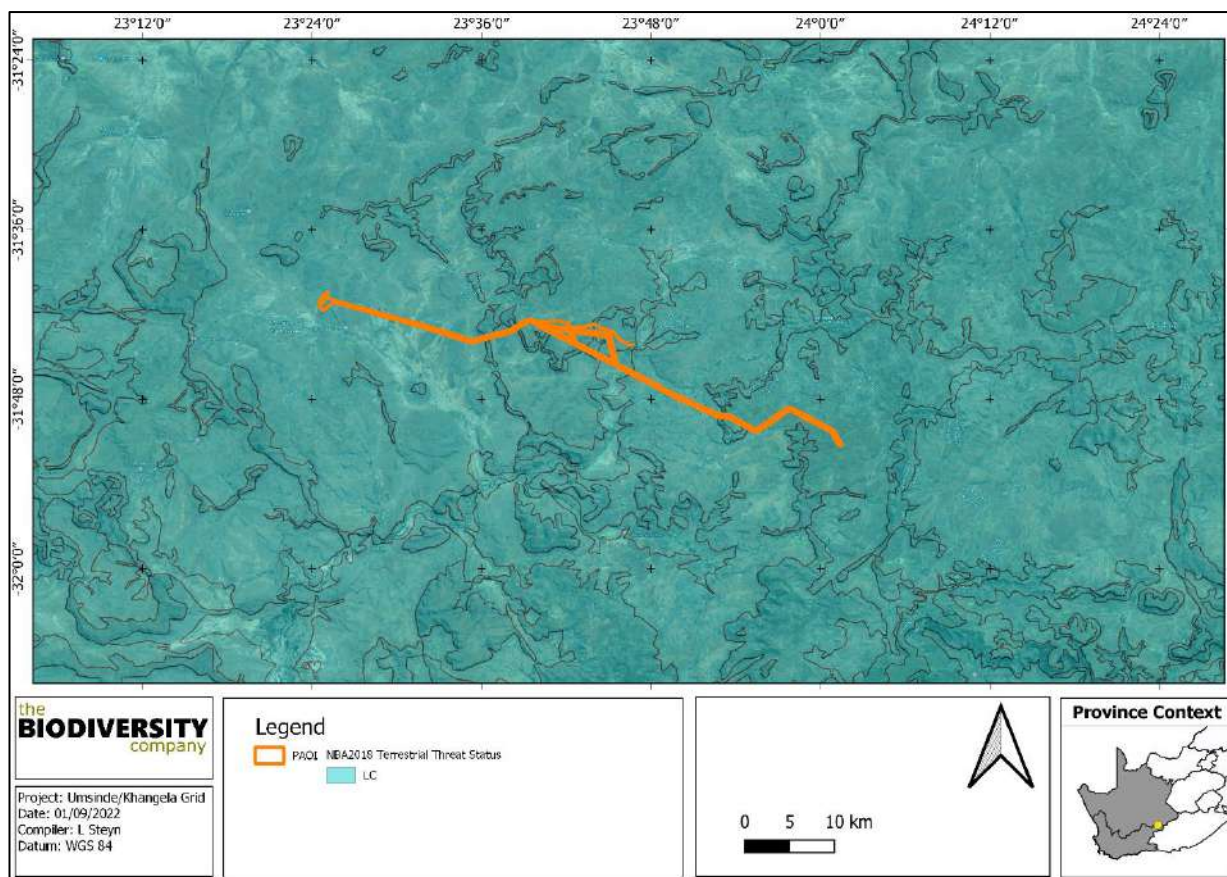 23°12'0" 23°24'0" 23°36'0" 23°48'0" 24°0'0" 24°12'0" 24°24'0"
-31°24'0"
-31°36'0"
-31°48'0"
-32°0'0"
the
BIODIVERSITY
company
Project: Umsinde/Khangela Grid
Date: 01/09/2022
Compiler: L Steyn
Datum: WGS 84
Legend
PAOI NBA2018 Terrestrial Threat Status
LC
0 5 10 km
Province Context